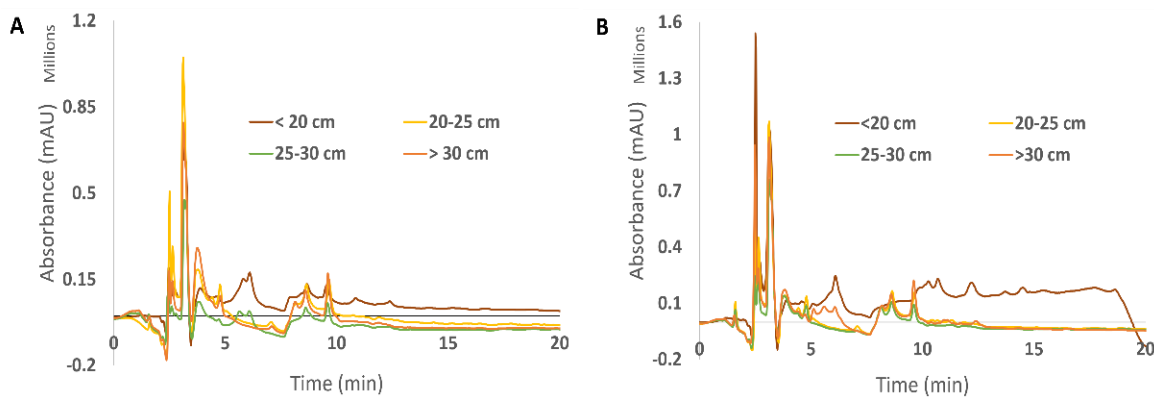 A
Absorbance (mAU) Millions
1.2
0.85
0.5
0.15
-0.2
< 20 cm
20-25 cm
25-30 cm
> 30 cm
0 5 10 15 20
Time (min)
B
Absorbance (mAU) Millions
1.6
1.3
1
0.7
0.4
0.1
-0.2
<20 cm
20-25 cm
25-30 cm
>30 cm
0 5 10 15 20
Time (min)